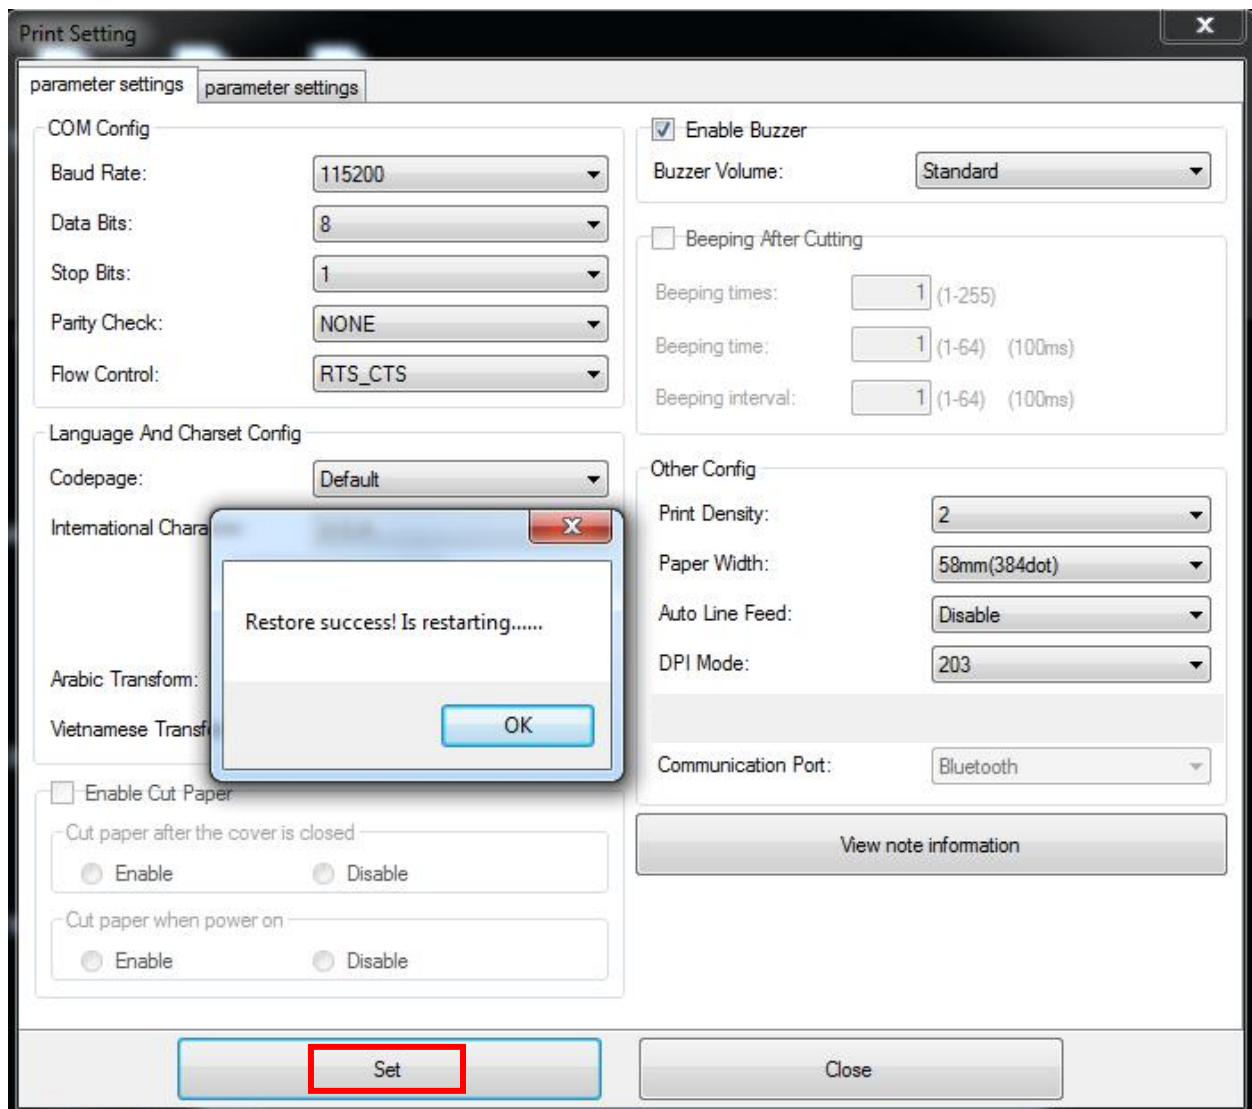 Print Setting
x
parameter settings parameter settings
COM Config
Baud Rate: 115200
Data Bits: 8
Stop Bits: 1
Parity Check: NONE
Flow Control: RTS_CTS
Language And Charset Config
Codepage: Default
International Chara
Arabic Transform:
Vietnamese Transf
x
Restore success! Is restarting......
OK
Enable Cut Paper
Cut paper after the cover is closed
Enable Disable
Cut paper when power on
Enable Disable
Enable Buzzer
Buzzer Volume: Standard
Beeping After Cutting
Beeping times: 1 (1-255)
Beeping time: 1 (1-64) (100ms)
Beeping interval: 1 (1-64) (100ms)
Other Config
Print Density: 2
Paper Width: 58mm(384dot)
Auto Line Feed: Disable
DPI Mode: 203
Communication Port: Bluetooth
View note information
Set Close